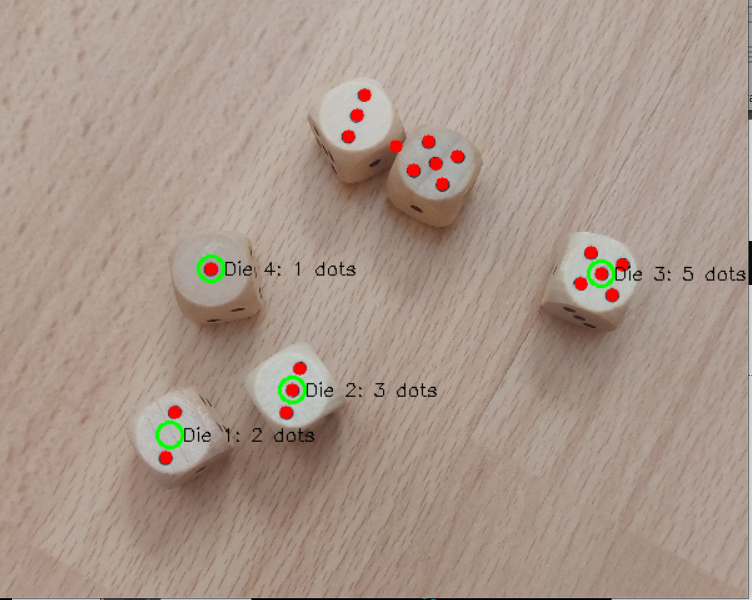 Die 4: 1 dots
Die 3: 5 dots
Die 2: 3 dots
Die 1: 2 dots